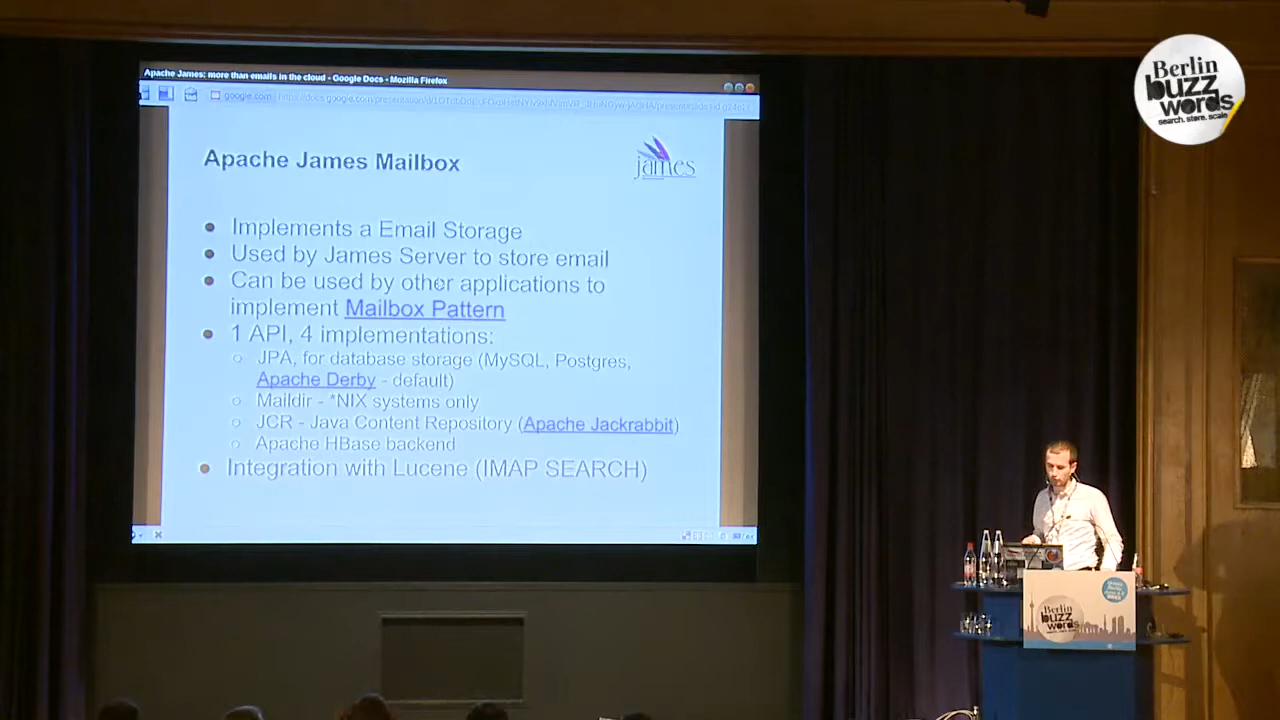 Apache James: more than emails in the cloud - Google Docs - Mozilla Firefox
google.com
Apache James Mailbox
james
Implements a Email Storage
Used by James Server to store email
Can be used by other applications to
implement Mailbox Pattern
1 API, 4 implementations:
JPA, for database storage (MySQL, Postgres,
Apache Derby - default)
Maildir - *NIX systems only
JCR - Java Content Repository (Apache Jackrabbit)
Apache HBase backend
Integration with Lucene (IMAP SEARCH)
Berlin
buzz
words
search. store. scale
Berlin
buzz
words